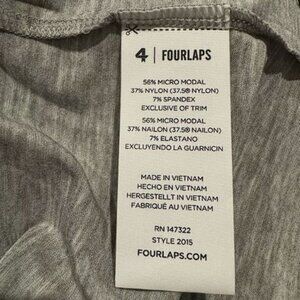 4 | FOURLAPS
56% MICRO MODAL
37% NYLON (37.5® NYLON)
7% SPANDEX
EXCLUSIVE OF TRIM
56% MICRO MODAL
37% NAILON (37.5® NAILON)
7% ELASTANO
EXCLUYENDO LA GUARNICIN
MADE IN VIETNAM
HECHO EN VIETNAM
HERGESTELLT IN VIETNAM
FABRIQUÉ AU VIETNAM
RN 147322
STYLE 2015
FOURLAPS.COM